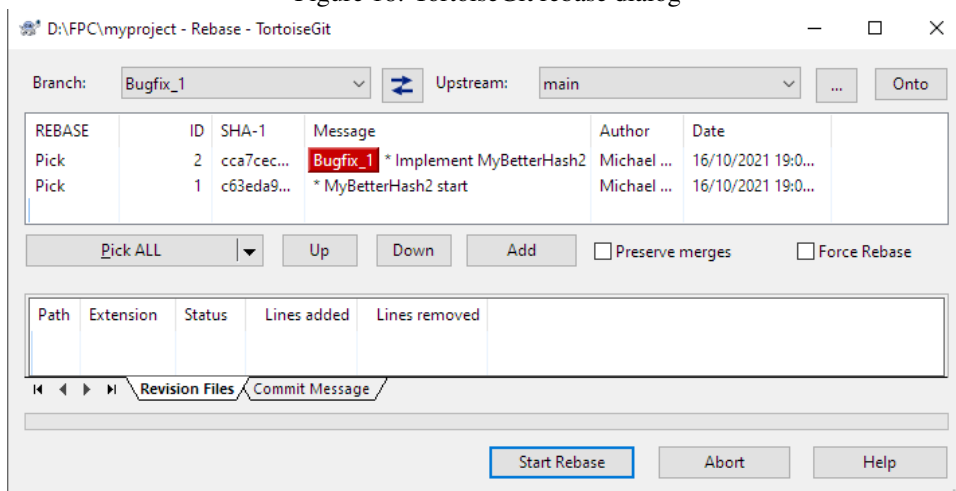 Figure 16: TortoiseGit rebase dialog
D:\FPC\myproject - Rebase - TortoiseGit
Branch: Bugfix_1 Upstream: main ... Onto
REBASE ID SHA-1 Message Author Date
Pick 2 cca7cec... Bugfix_1 * Implement MyBetterHash2 Michael ... 16/10/2021 19:0...
Pick 1 c63eda9... * MyBetterHash2 start Michael ... 16/10/2021 19:0...
Pick ALL Up Down Add Preserve merges Force Rebase
Path Extension Status Lines added Lines removed
Revision Files Commit Message
Start Rebase Abort Help